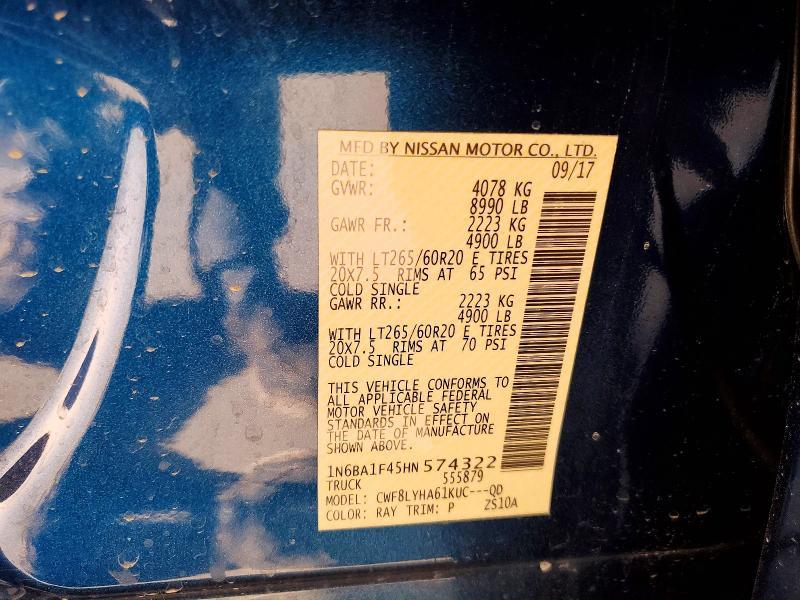 MFD BY NISSAN MOTOR CO., LTD.
DATE: 09/17
GVWR: 4078 KG
8990 LB
GAWR FR.: 2223 KG
4900 LB
WITH LT265/60R20 E TIRES
20X7.5 RIMS AT 65 PSI
COLD SINGLE
GAWR RR.: 2223 KG
4900 LB
WITH LT265/60R20 E TIRES
20X7.5 RIMS AT 70 PSI
COLD SINGLE
THIS VEHICLE CONFORMS TO
ALL APPLICABLE FEDERAL
MOTOR VEHICLE SAFETY
STANDARDS IN EFFECT ON
THE DATE OF MANUFACTURE
SHOWN ABOVE.
1N6BA1F45HN574322
TRUCK 555879
MODEL: CWF8LYHA61KUC---QD
COLOR: RAY TRIM: P ZS10A